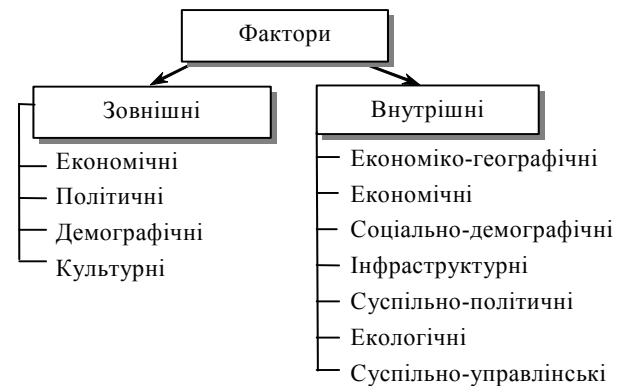 Фактори
Зовнішні
Економічні
Політичні
Демографічні
Культурні
Внутрішні
Економіко-географічні
Економічні
Соціально-демографічні
Інфраструктурні
Суспільно-політичні
Екологічні
Суспільно-управлінські